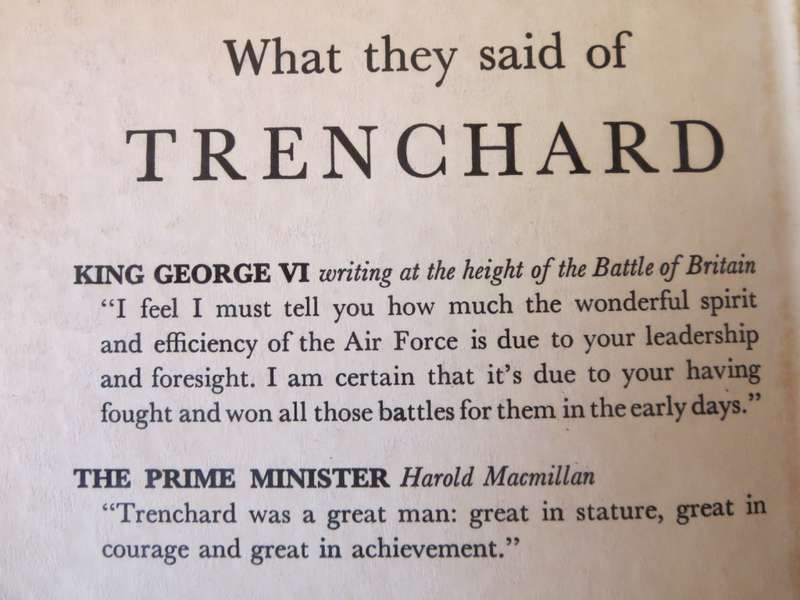 What they said of
TRENCHARD
KING GEORGE VI writing at the height of the Battle of Britain
“I feel I must tell you how much the wonderful spirit
and efficiency of the Air Force is due to your leadership
and foresight. I am certain that it’s due to your having
fought and won all those battles for them in the early days.”
THE PRIME MINISTER Harold Macmillan
“Trenchard was a great man: great in stature, great in
courage and great in achievement.”